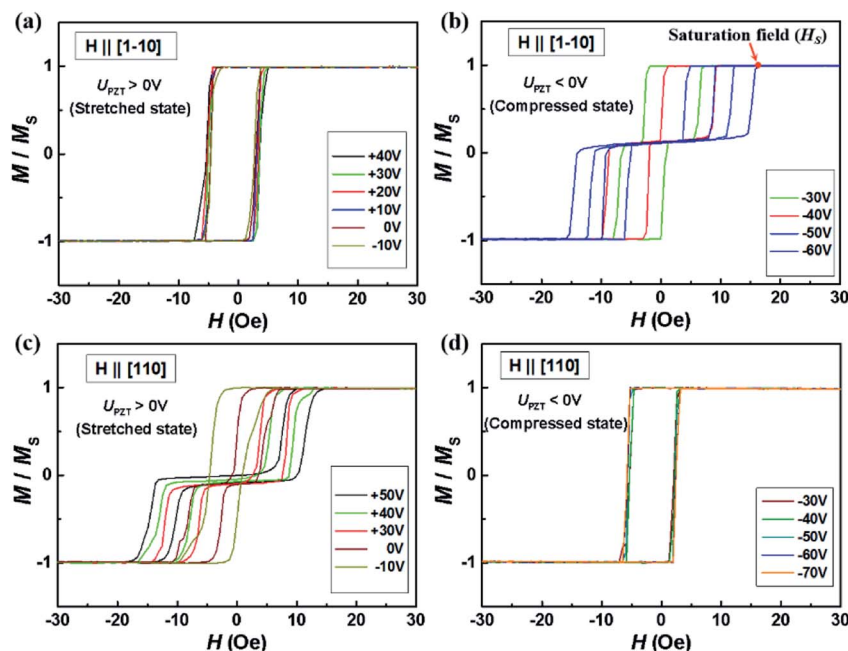 (a)
H || [1-10]
U_PZT > 0V
(Stretched state)
+40V
+30V
+20V
+10V
0V
-10V
M / M_S
1
0
-1
-30 -20 -10 0 10 20 30
H (Oe)
(b)
H || [1-10]
Saturation field (H_S)
U_PZT < 0V
(Compressed state)
-30V
-40V
-50V
-60V
M / M_S
1
0
-1
-30 -20 -10 0 10 20 30
H (Oe)
(c)
H || [110]
U_PZT > 0V
(Stretched state)
+50V
+40V
+30V
0V
-10V
M / M_S
1
0
-1
-30 -20 -10 0 10 20 30
H (Oe)
(d)
H || [110]
U_PZT < 0V
(Compressed state)
-30V
-40V
-50V
-60V
-70V
M / M_S
1
0
-1
-30 -20 -10 0 10 20 30
H (Oe)